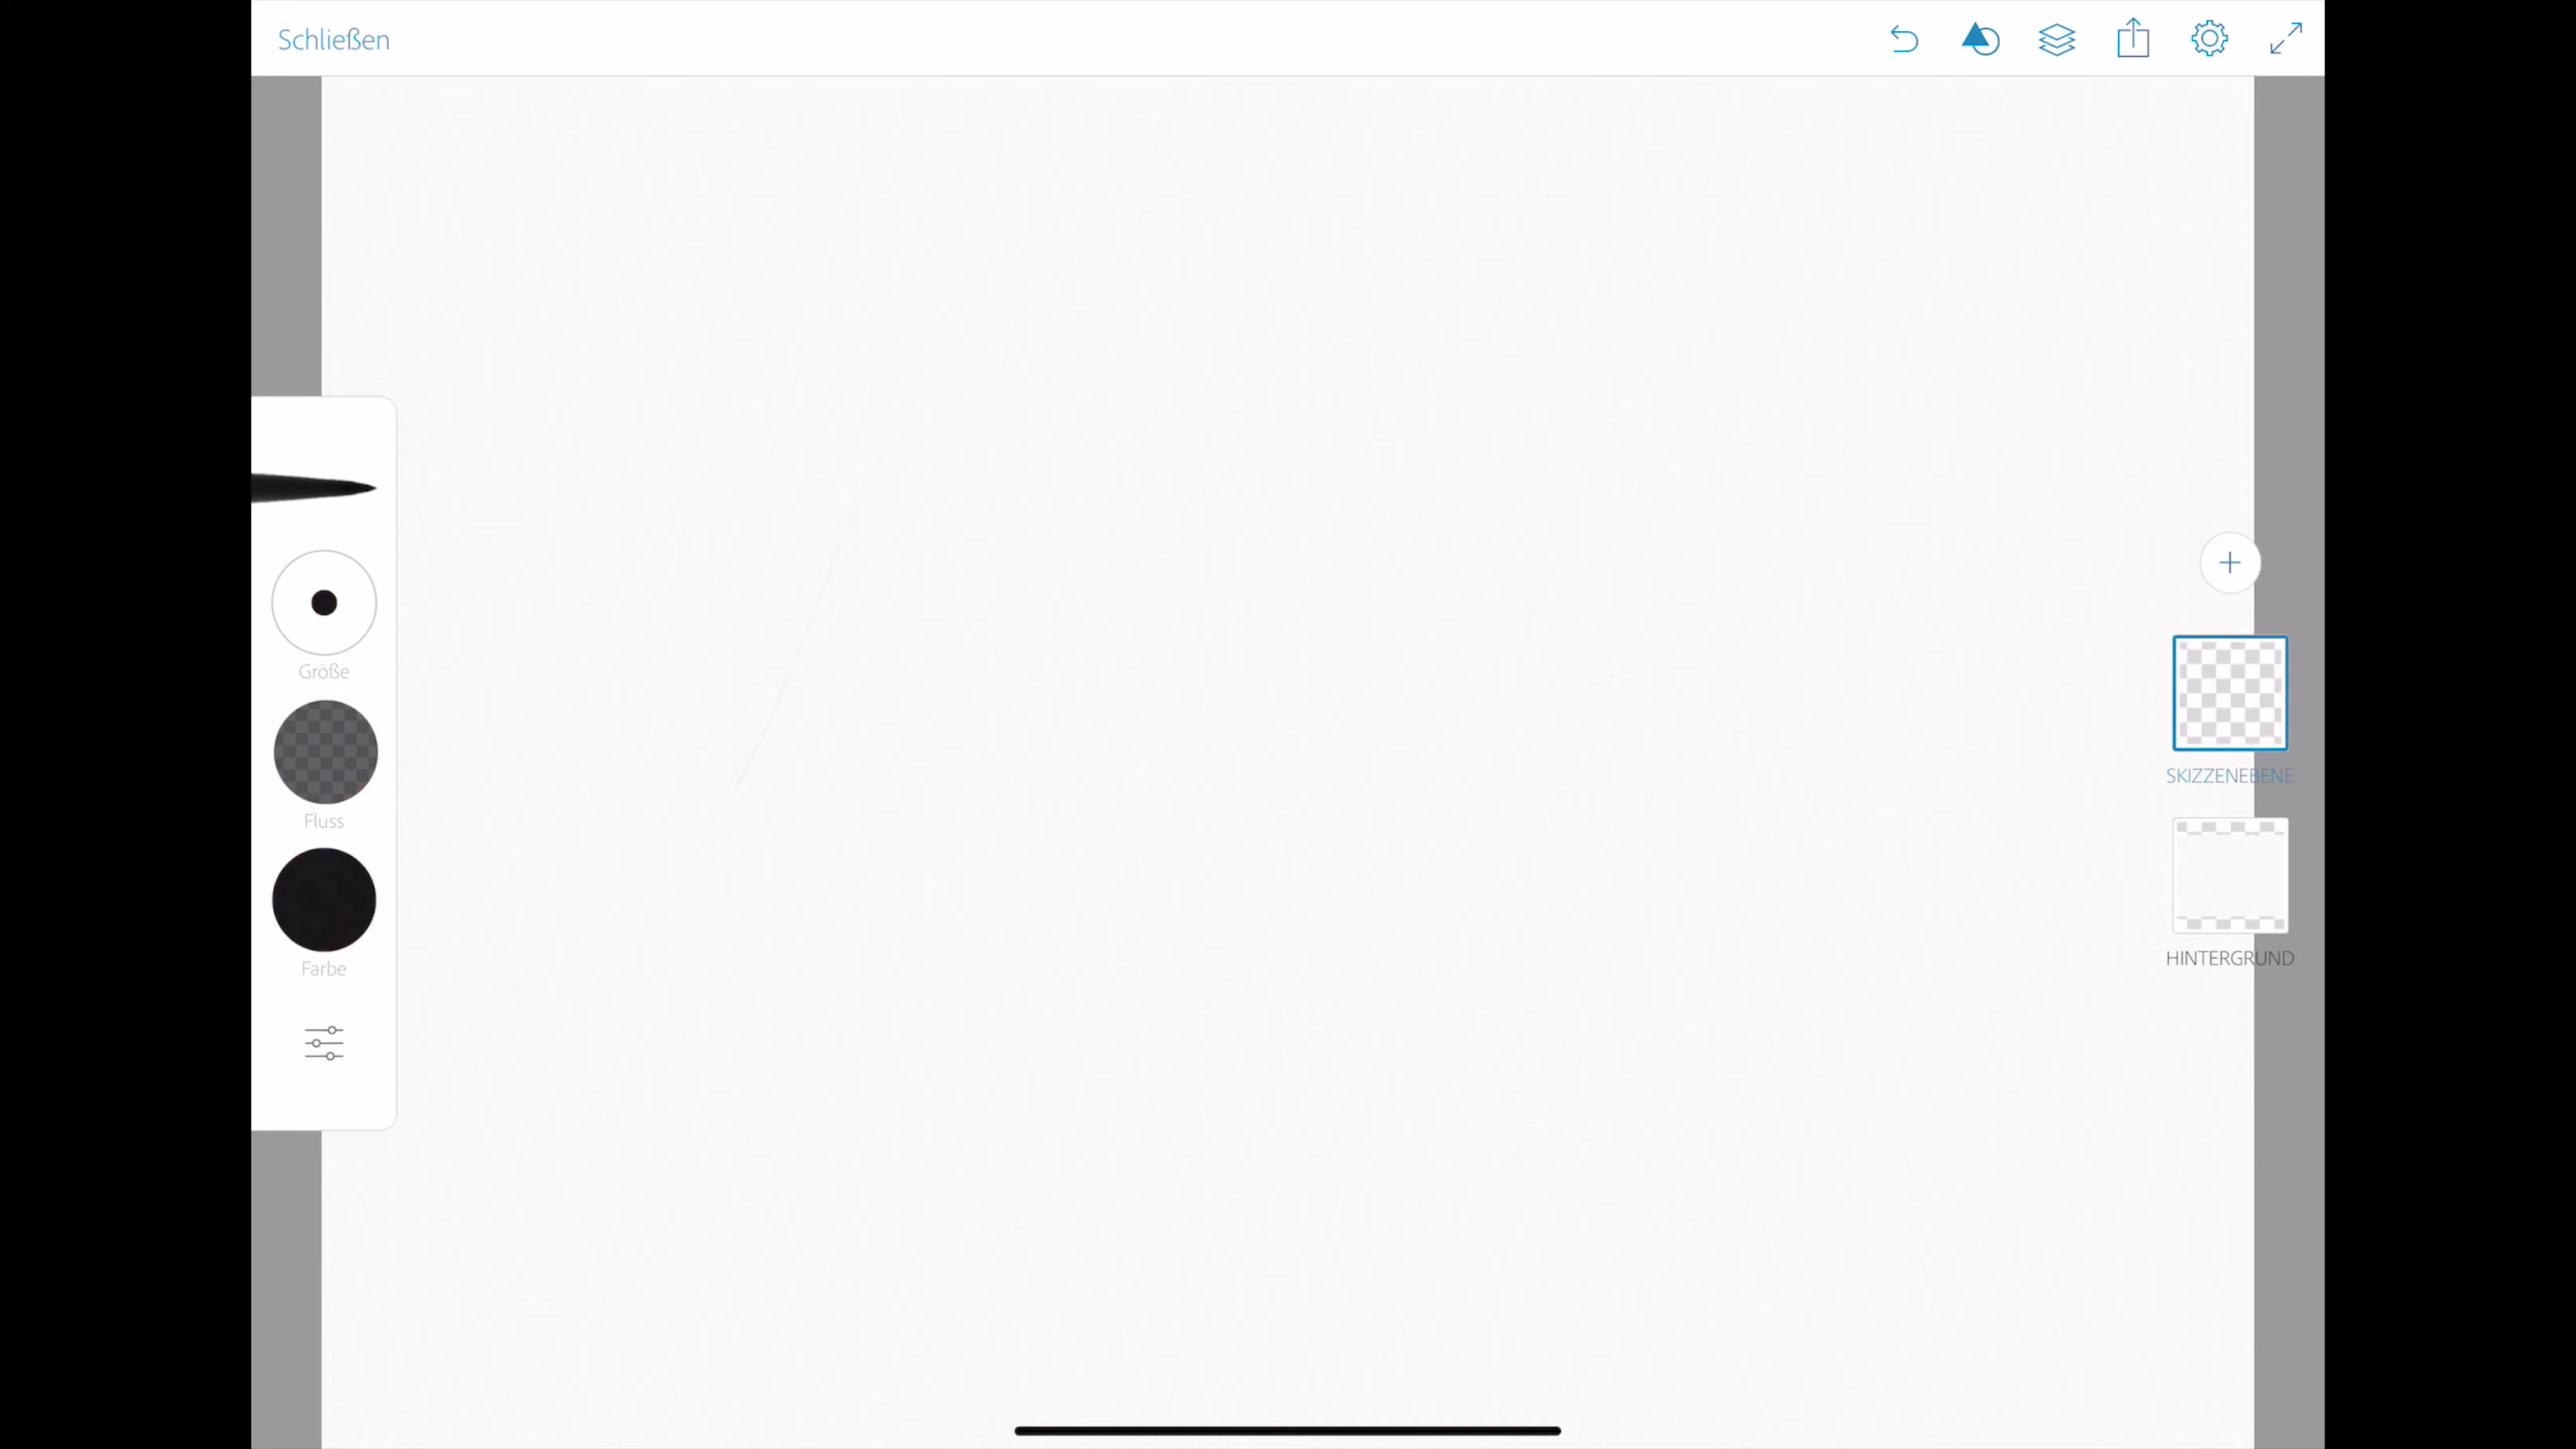 Schließen
Größe
Fluss
Farbe
SKIZZENEBENE
HINTERGRUND